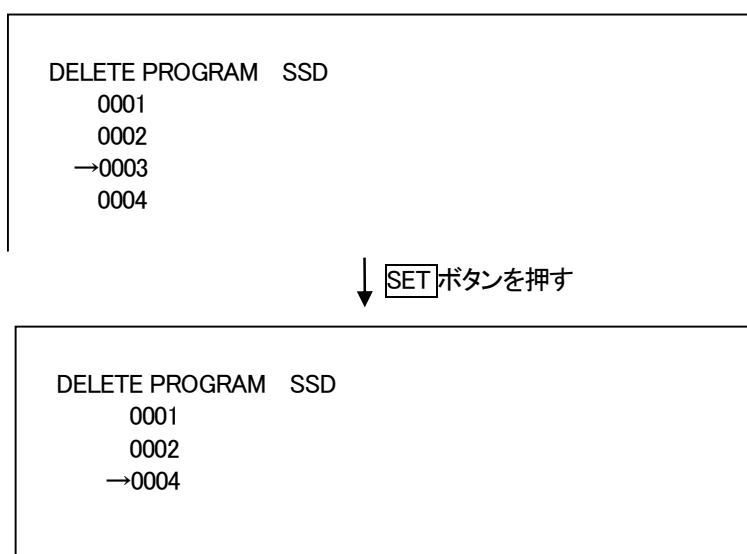 DELETE PROGRAM SSD
0001
0002
→0003
0004
↓ SETボタンを押す
DELETE PROGRAM SSD
0001
0002
→0004